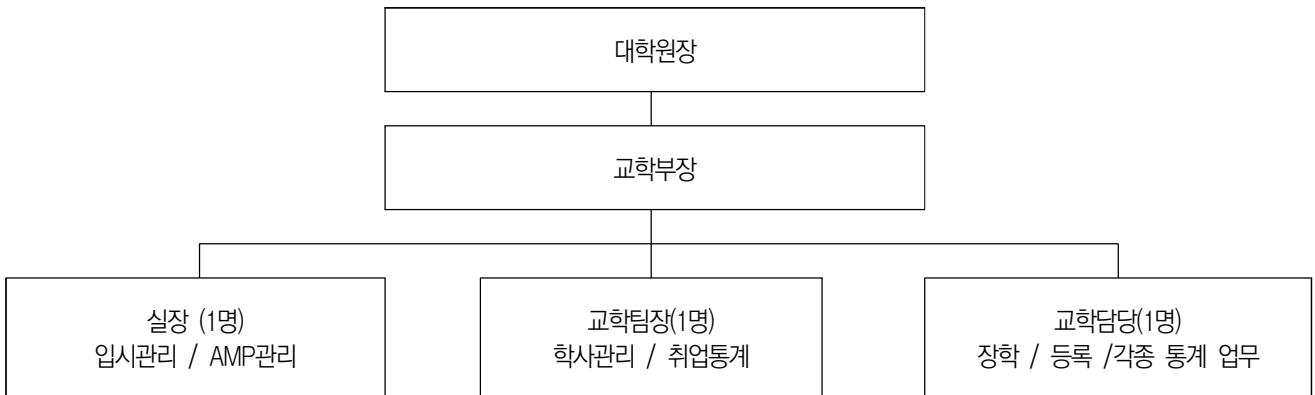 대학원장
교학부장
실장 (1명)
입시관리 / AMP관리
교학팀장(1명)
학사관리 / 취업통계
교학담당(1명)
장학 / 등록 /각종 통계 업무